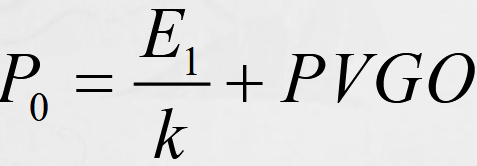 P₀ = E₁/k + PVGO